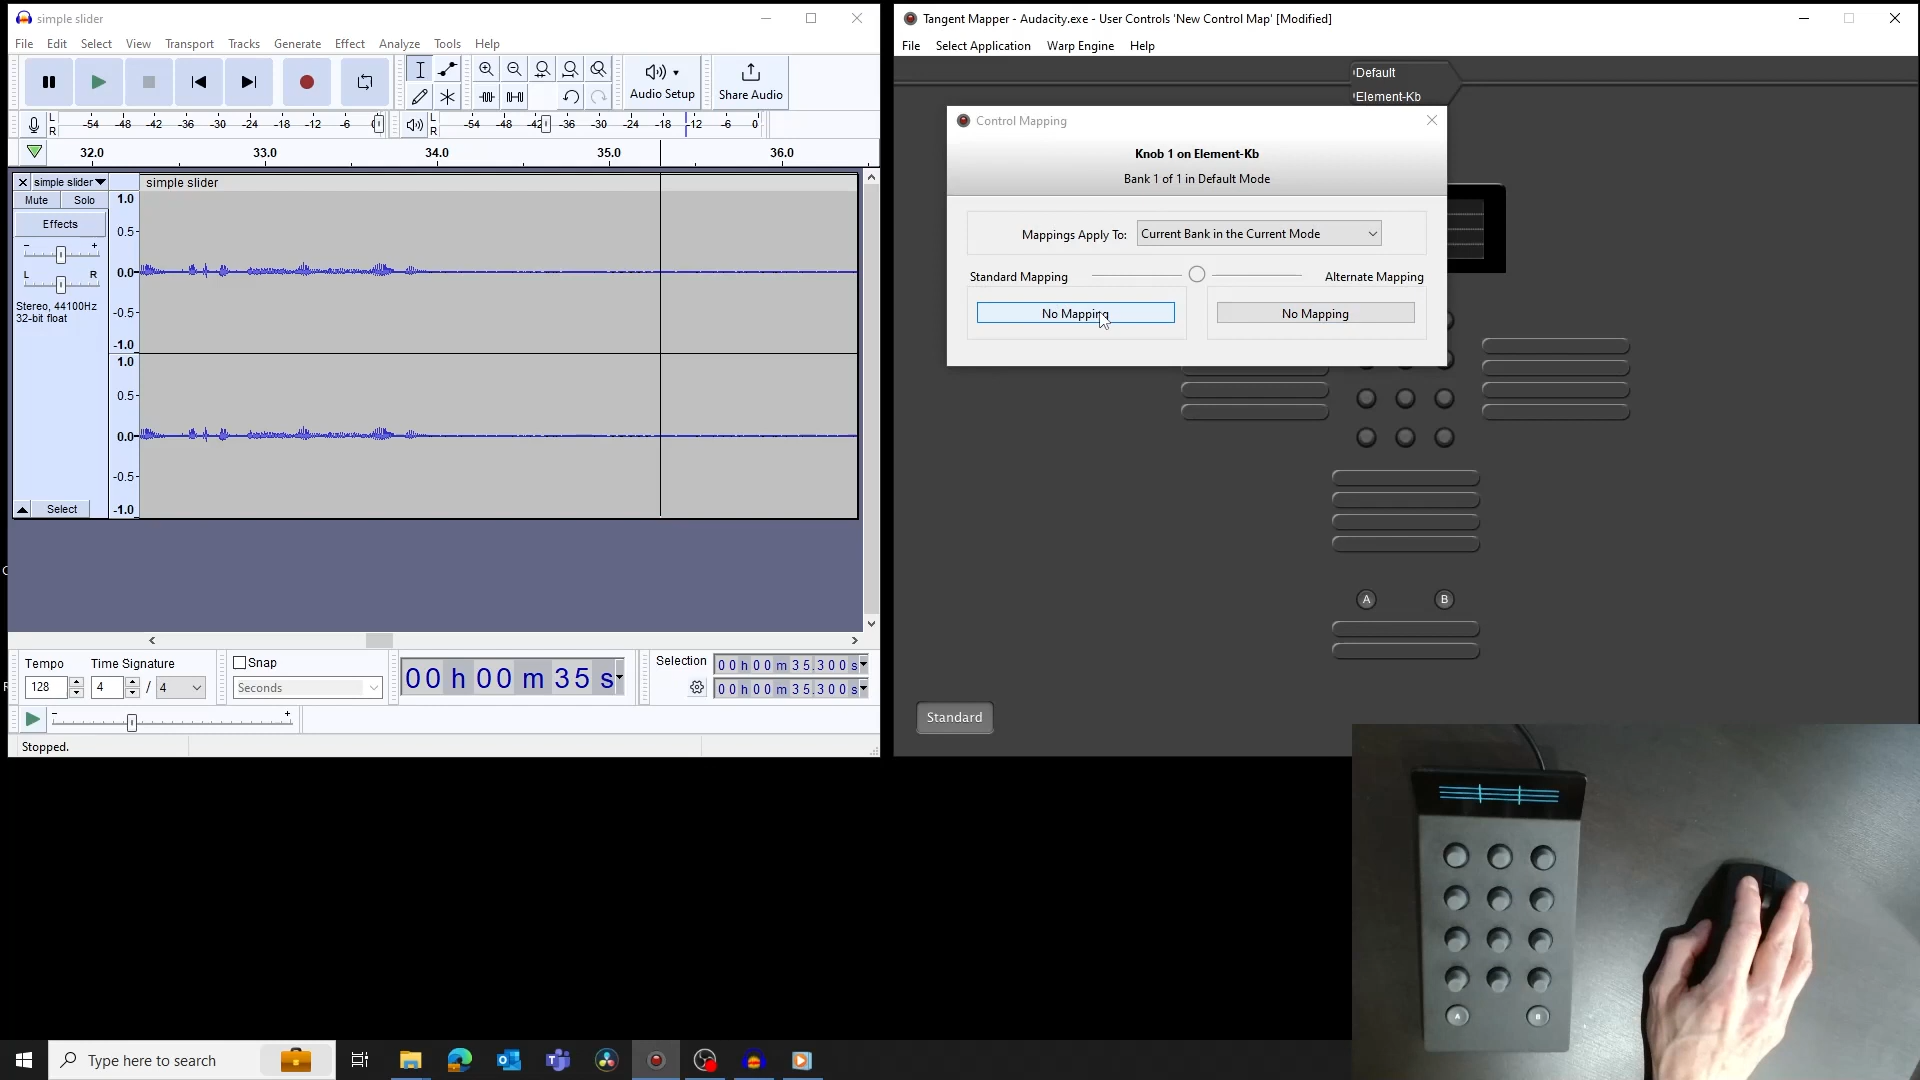 simple slider
File Edit Select View Transport Tracks Generate Effect Analyze Tools Help
Audio Setup
Share Audio
L
R
-54 -48 -42 -36 -30 -24 -18 -12 -6 0
L
R
-54 -48 -42 -36 -30 -24 -18 -12 -6 0
32.0 33.0 34.0 35.0 36.0
simple slider
simple slider
Mute Solo
Effects
- +
L R
Stereo, 44100Hz
32-bit float
Select
1.0
0.5
0.0
-0.5
-1.0
1.0
0.5
0.0
-0.5
-1.0
Tempo
128
Time Signature
4 / 4
Snap
Seconds
00 h 00 m 35 s
Selection
00 h 00 m 35.300 s
00 h 00 m 35.300 s
- +
Stopped.
Tangent Mapper - Audacity.exe - User Controls 'New Control Map' [Modified]
File Select Application Warp Engine Help
Default
Element-Kb
Control Mapping
Knob 1 on Element-Kb
Bank 1 of 1 in Default Mode
Mappings Apply To: Current Bank in the Current Mode
Standard Mapping
Alternate Mapping
No Mapping
No Mapping
A B
Standard
A B
Type here to search